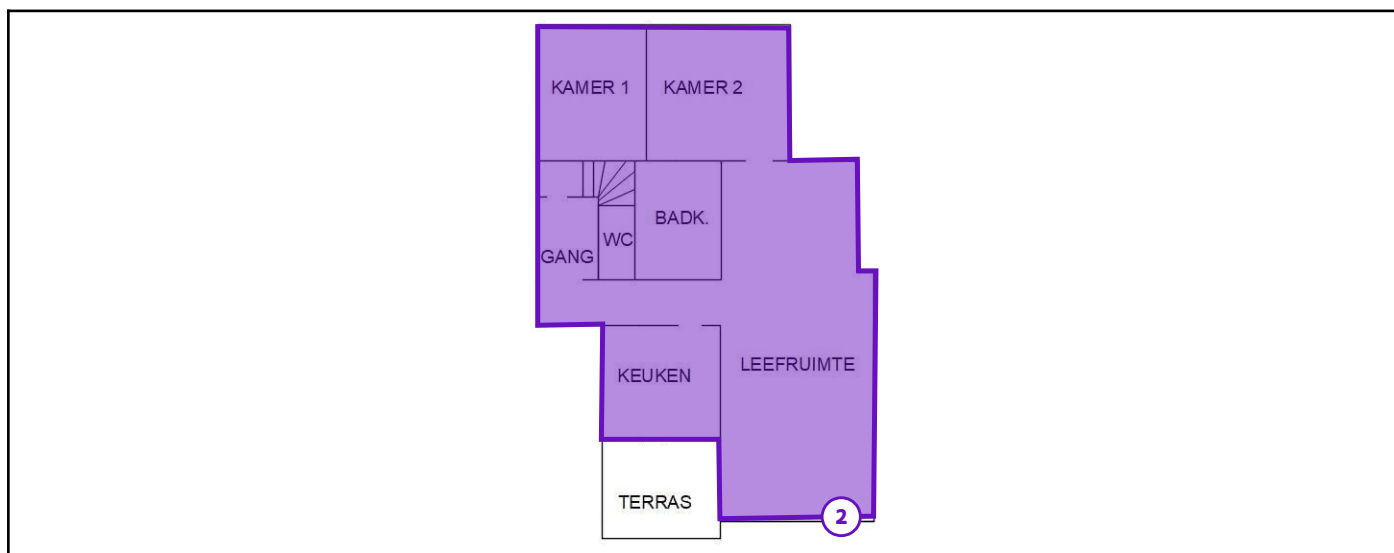 KAMER 1 KAMER 2
BADK.
WC
GANG
LEEFRUIMTE
KEUKEN
TERRAS
2